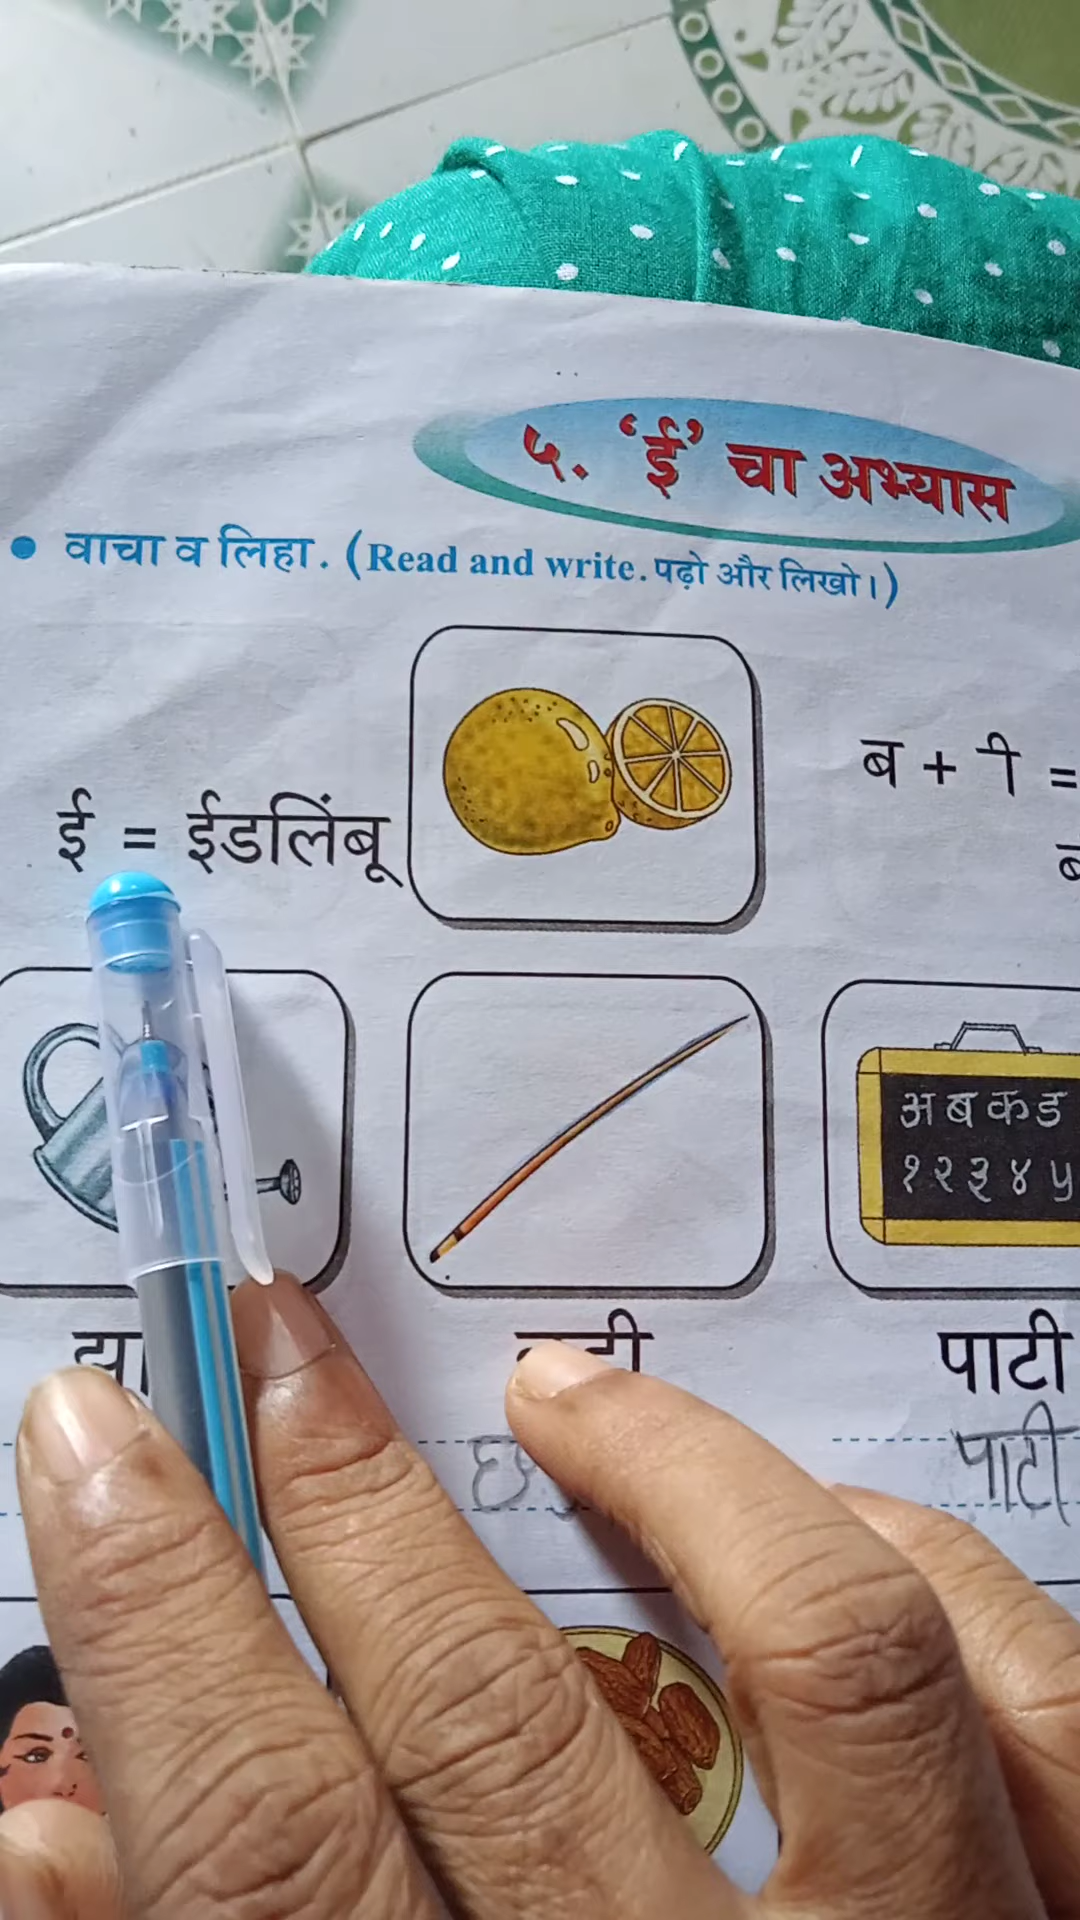 ५. ‘ई’ चा अभ्यास
• वाचा व लिहा. (Read and write. पढ़ो और लिखो।)
ब + ी =
ई = ईडलिंबू
अ ब क ड
१ २ ३ ४ ५
पाटी
पाटी